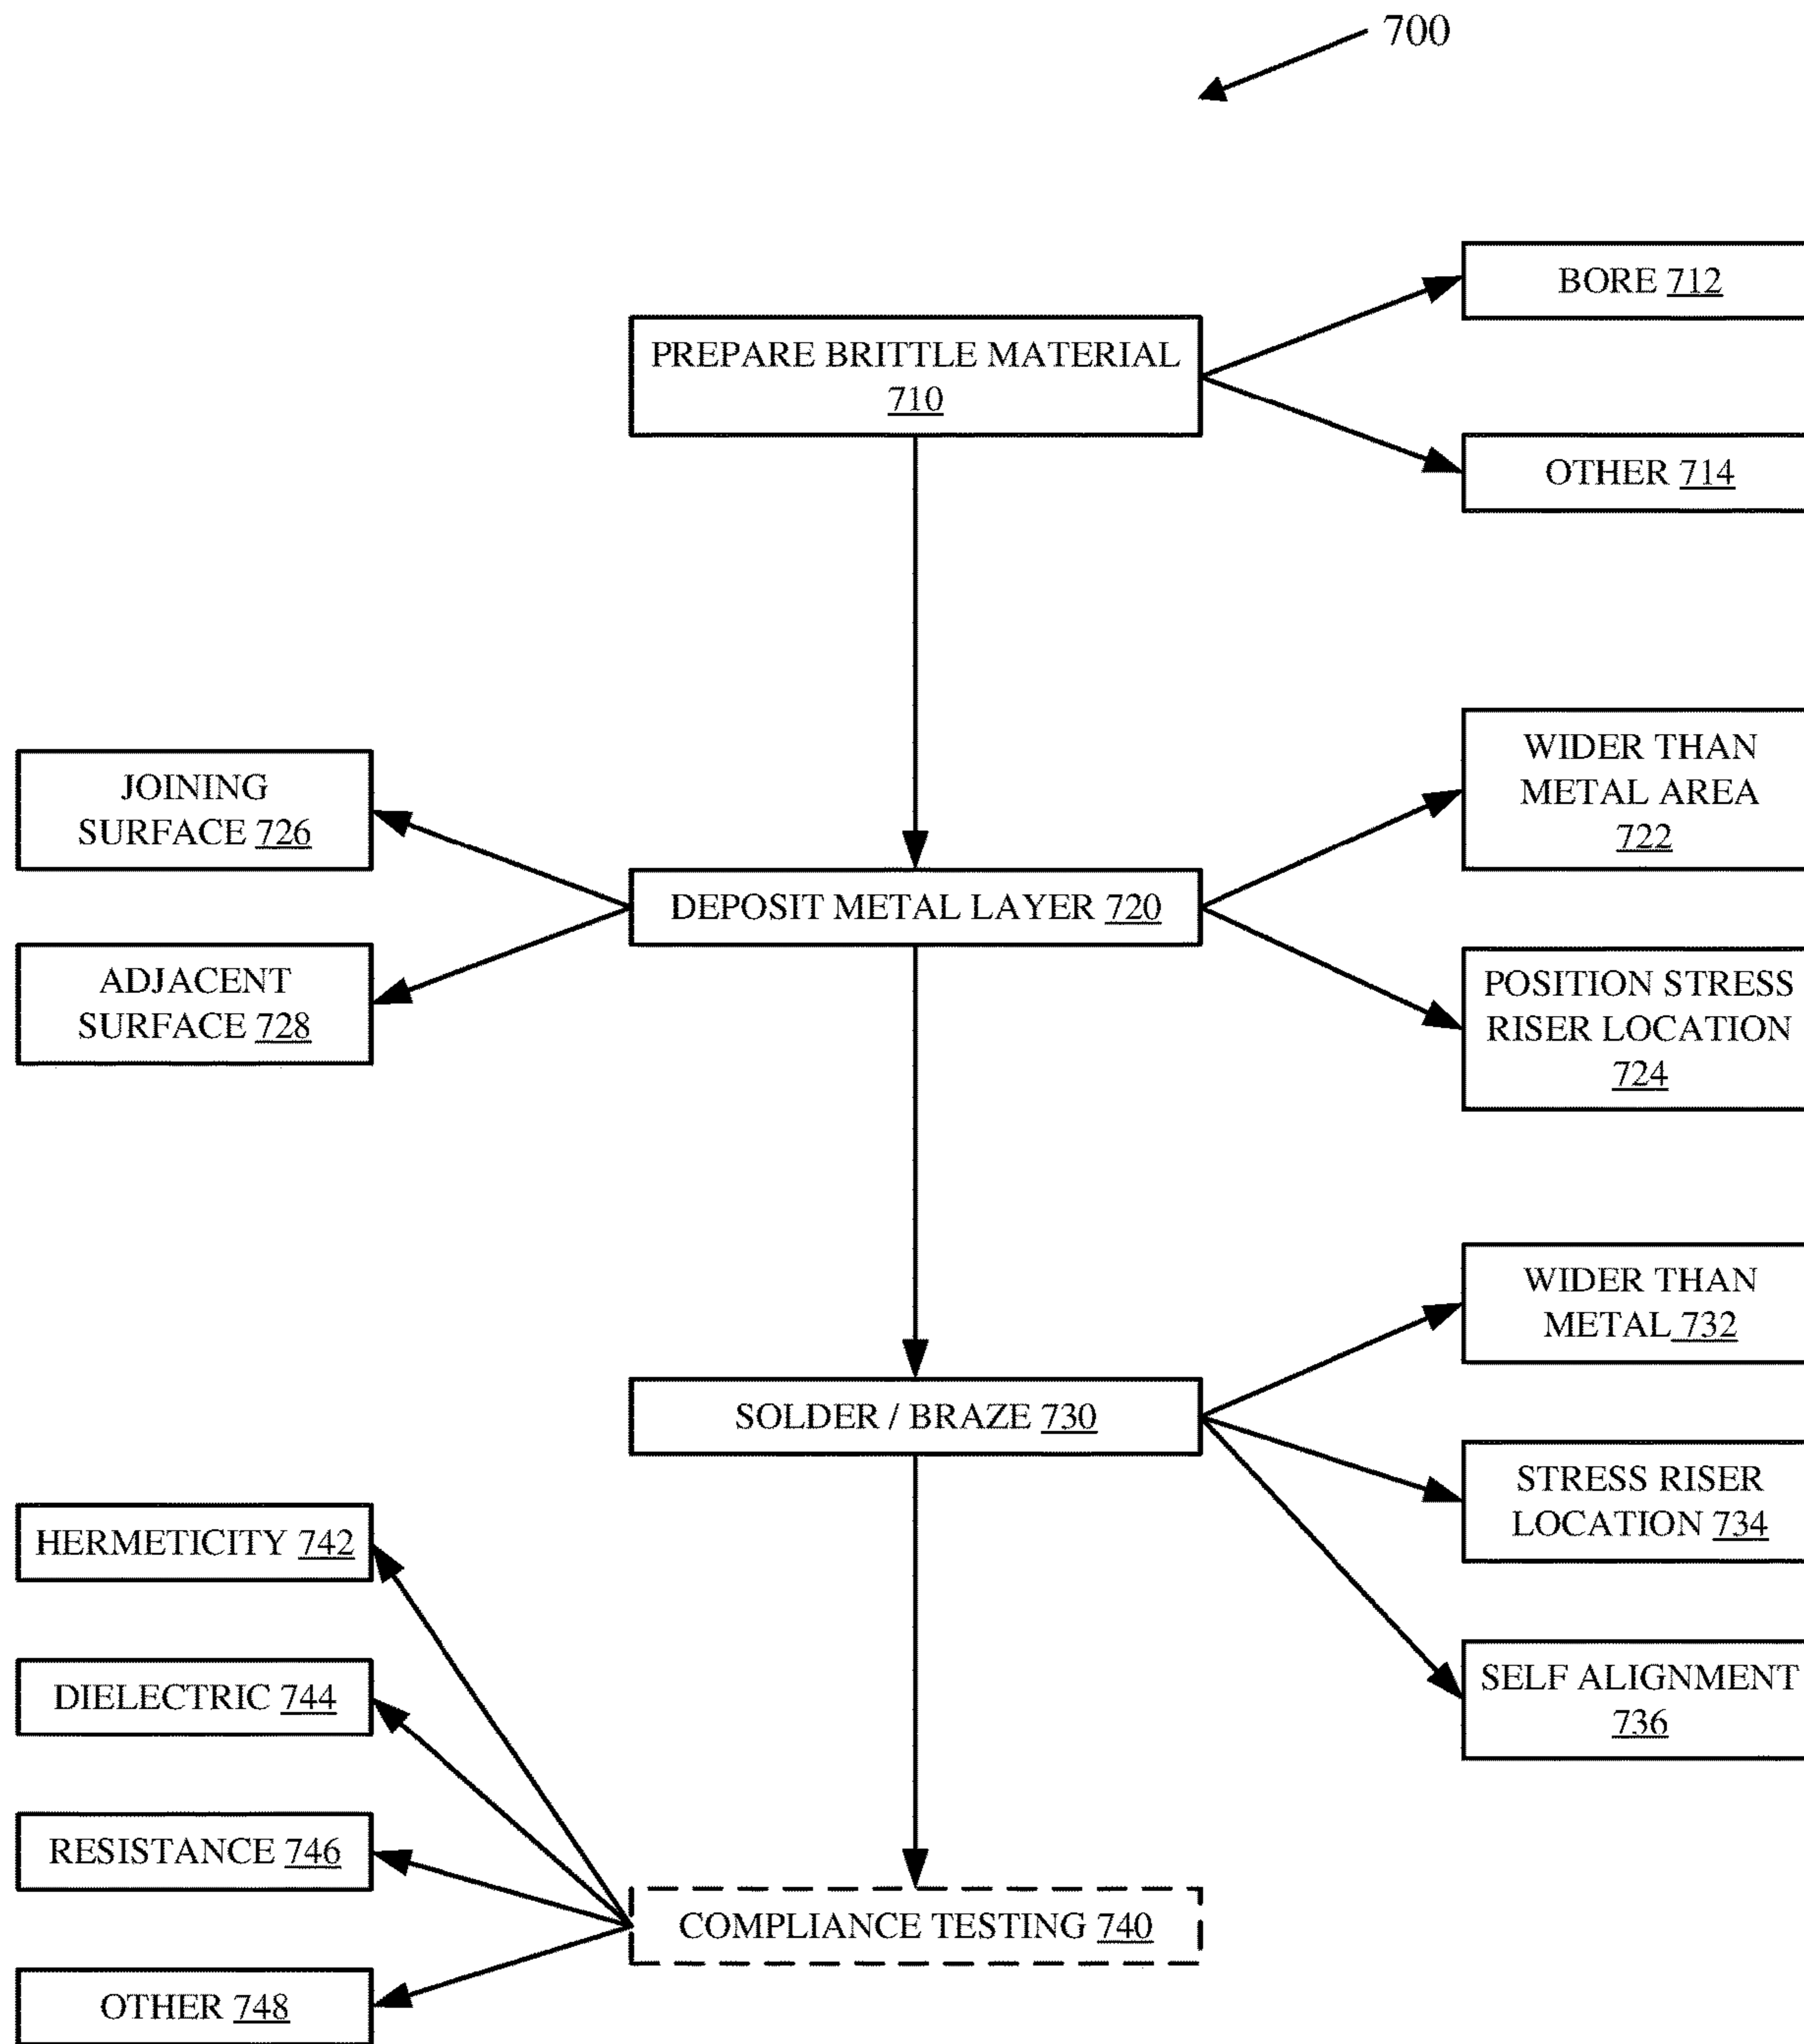 700
BORE 712
PREPARE BRITTLE MATERIAL
710
OTHER 714
WIDER THAN
METAL AREA
722
JOINING
SURFACE 726
DEPOSIT METAL LAYER 720
ADJACENT
SURFACE 728
POSITION STRESS
RISER LOCATION
724
WIDER THAN
METAL 732
SOLDER / BRAZE 730
STRESS RISER
LOCATION 734
HERMETICITY 742
SELF ALIGNMENT
736
DIELECTRIC 744
RESISTANCE 746
COMPLIANCE TESTING 740
OTHER 748